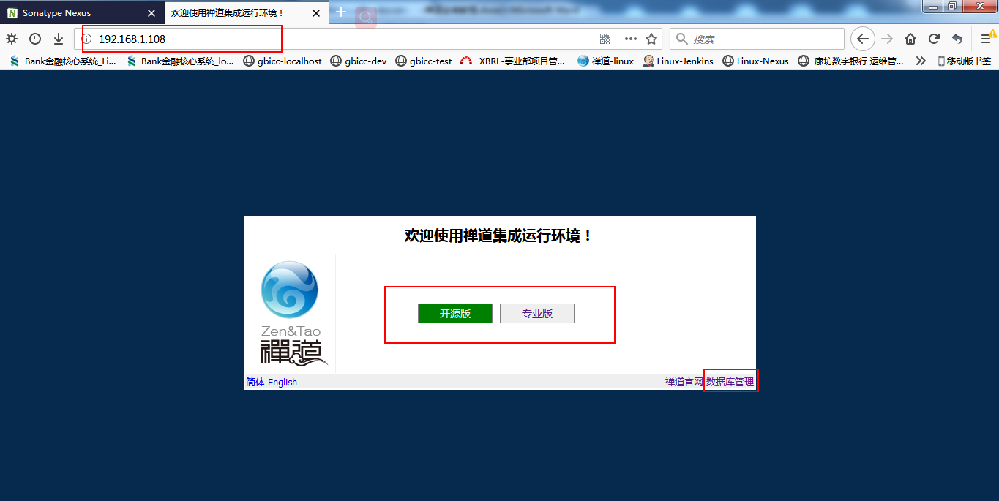 Sonatype Nexus
欢迎使用禅道集成运行环境！
192.168.1.108
搜索
Bank金融核心系统_Li...
Bank金融核心系统_lo...
gbicc-localhost
gbicc-dev
gbicc-test
XBRL-事业部项目管...
禅道-linux
Linux-Jenkins
Linux-Nexus
廊坊数字银行 运维管...
移动版书签
欢迎使用禅道集成运行环境！
开源版
专业版
Zen&Tao
禪道
简体 English
禅道官网 数据库管理